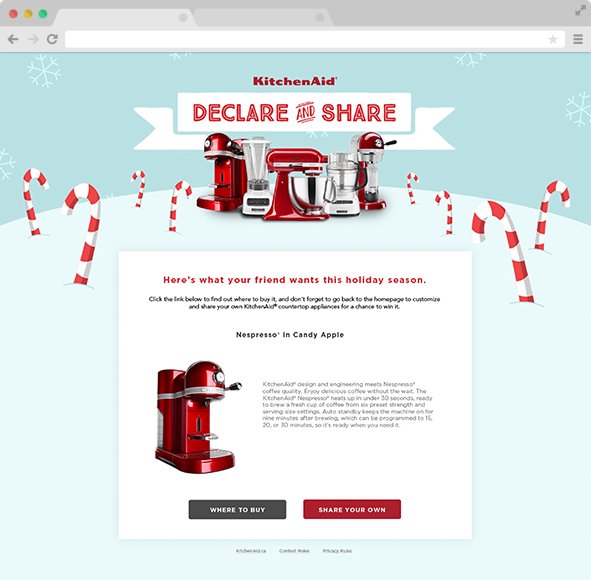 KitchenAid®
DECLARE AND SHARE
Here's what your friend wants this holiday season.
Click the link below to find out where to buy it, and don't forget to go back to the homepage to customize
and share your own KitchenAid® countertop appliances for a chance to win it.
Nespresso® in Candy Apple
KitchenAid® design and engineering meets Nespresso®
coffee quality. Enjoy delicious coffee without the wait. The
KitchenAid® Nespresso® heats up in under 30 seconds, ready
to brew a fresh cup of coffee from six preset strength and
serving size settings. Auto standby keeps the machine on for
nine minutes after brewing, which can be programmed to 15,
20, or 30 minutes, so it's ready when you need it.
WHERE TO BUY
SHARE YOUR OWN
KitchenAid.ca
Contest Rules
Privacy Rules